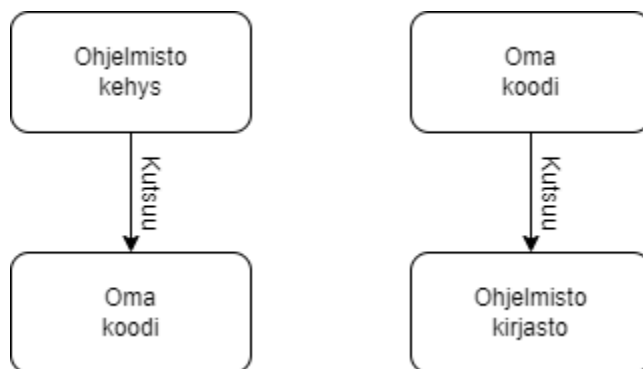 Ohjelmisto
kehys
Kutsuu
Oma
koodi
Oma
koodi
Kutsuu
Ohjelmisto
kirjasto